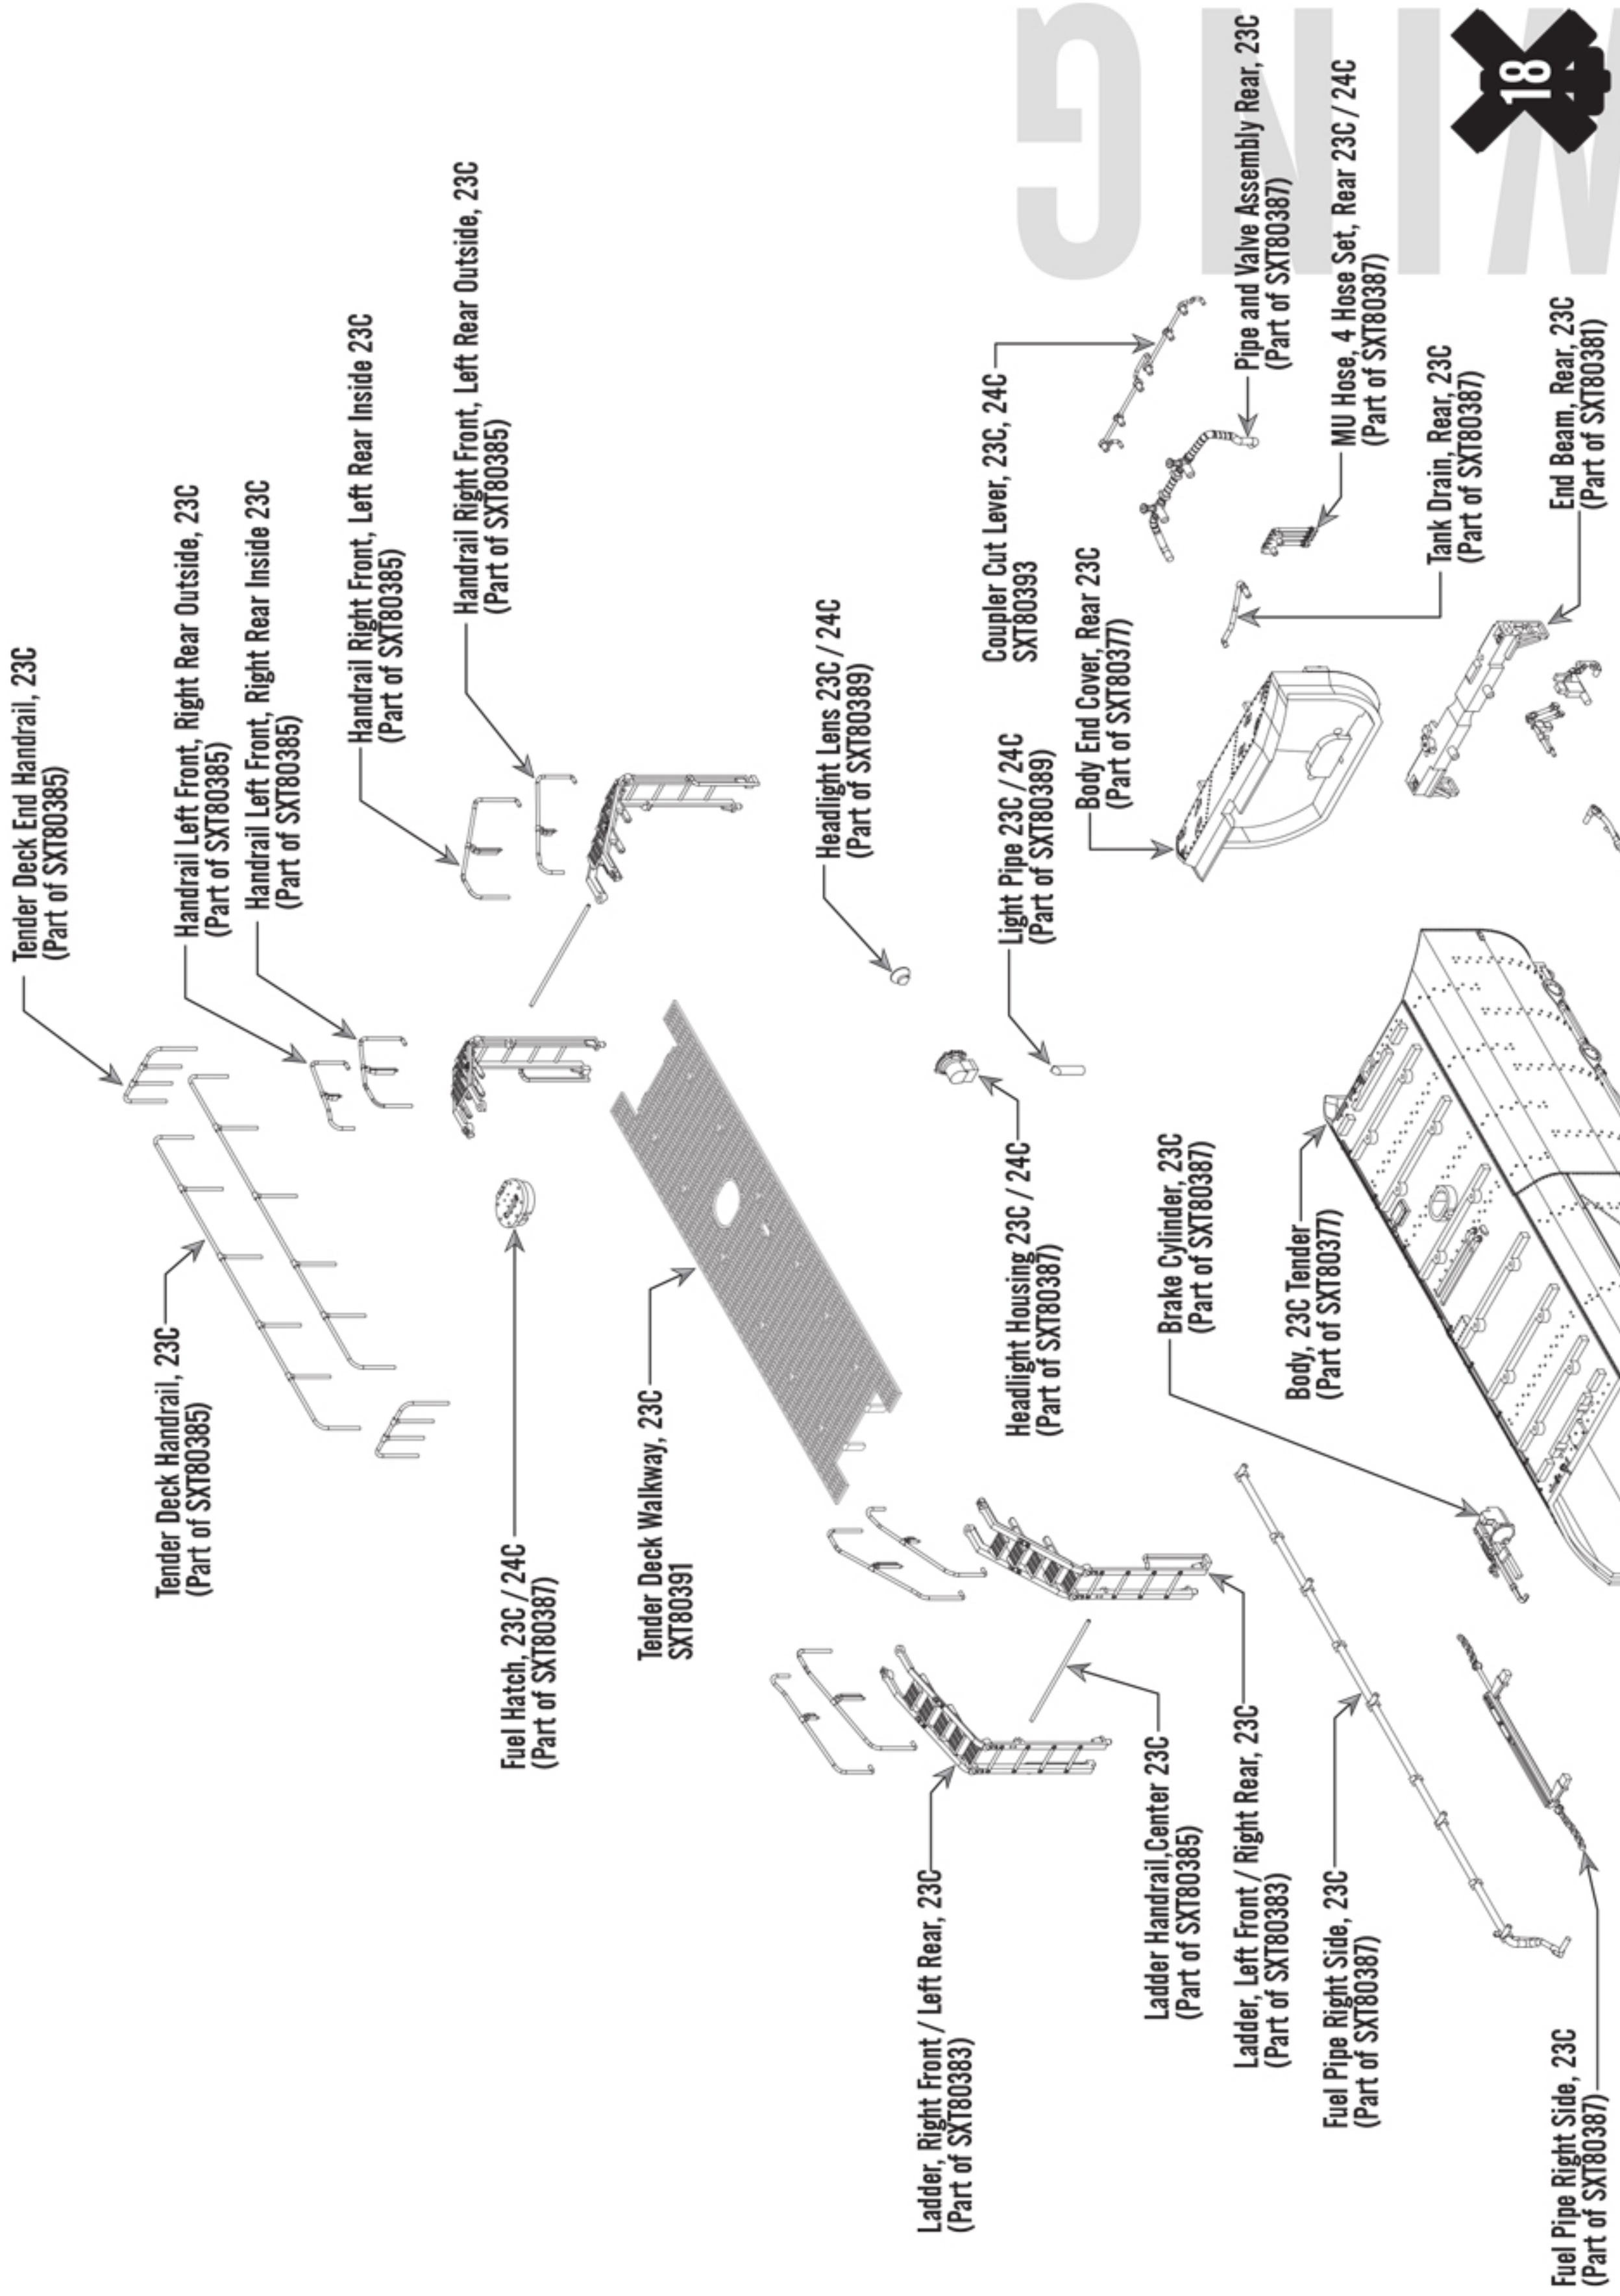 Tender Deck End Handrail, 23C
(Part of SXT80385)
Tender Deck Handrail, 23C
(Part of SXT80385)
Handrail Left Front, Right Rear Outside, 23C
(Part of SXT80385)
Handrail Left Front, Right Rear Inside 23C
(Part of SXT80385)
Handrail Right Front, Left Rear Inside 23C
(Part of SXT80385)
Handrail Right Front, Left Rear Outside, 23C
(Part of SXT80385)
Fuel Hatch, 23C / 24C
(Part of SXT80387)
Tender Deck Walkway, 23C
SXT80391
Headlight Lens 23C / 24C
(Part of SXT80389)
Ladder, Right Front / Left Rear, 23C
(Part of SXT80383)
Headlight Housing 23C / 24C
(Part of SXT80387)
Light Pipe 23C / 24C
(Part of SXT80389)
Coupler Cut Lever, 23C, 24C
SXT80393
Body End Cover, Rear 23C
(Part of SXT80377)
Ladder Handrail,Center 23C
(Part of SXT80385)
Brake Cylinder, 23C
(Part of SXT80387)
Pipe and Valve Assembly Rear, 23C
(Part of SXT80387)
Ladder, Left Front / Right Rear, 23C
(Part of SXT80383)
Body, 23C Tender
(Part of SXT80377)
MU Hose, 4 Hose Set, Rear 23C / 24C
(Part of SXT80387)
Fuel Pipe Right Side, 23C
(Part of SXT80387)
Tank Drain, Rear, 23C
(Part of SXT80387)
End Beam, Rear, 23C
(Part of SXT80381)
Fuel Pipe Right Side, 23C
(Part of SXT80387)
18